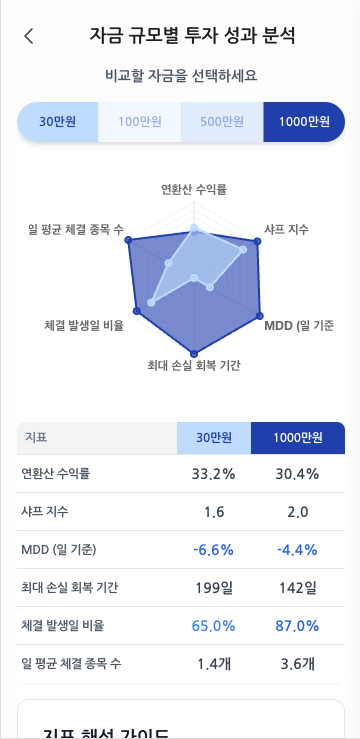 자금 규모별 투자 성과 분석
비교할 자금을 선택하세요
30만원 100만원 500만원 1000만원
연환산 수익률
일 평균 체결 종목 수 샤프 지수
체결 발생일 비율 MDD (일 기준
최대 손실 회복 기간
지표 30만원 1000만원
연환산 수익률 33.2% 30.4%
샤프 지수 1.6 2.0
MDD (일 기준) -6.6% -4.4%
최대 손실 회복 기간 199일 142일
체결 발생일 비율 65.0% 87.0%
일 평균 체결 종목 수 1.4개 3.6개
지표 해석 가이드